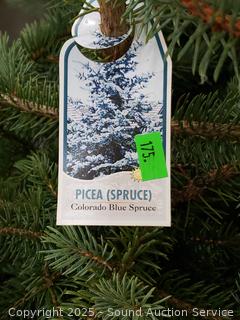 175.
PICEA (SPRUCE)
Colorado Blue Spruce
Copyright 2025, - Sound Auction Service